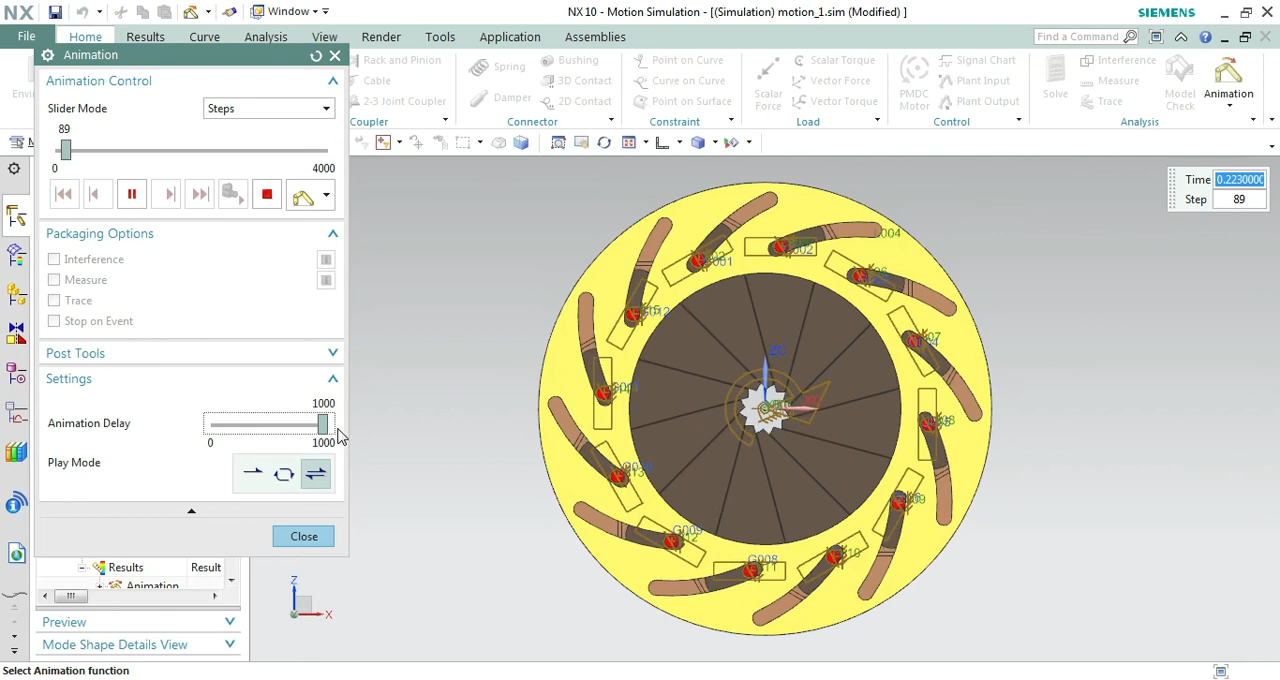 NX
Window
NX 10 - Motion Simulation - [(Simulation) motion_1.sim (Modified) ]
SIEMENS
File
Home
Results
Curve
Analysis
View
Render
Tools
Application
Assemblies
Find a Command
Animation
Rack and Pinion
Cable
2-3 Joint Coupler
Coupler
Spring
Damper
Bushing
3D Contact
2D Contact
Connector
Point on Curve
Curve on Curve
Point on Surface
Constraint
Scalar
Force
Scalar Torque
Vector Force
Vector Torque
Load
PMDC
Motor
Signal Chart
Plant Input
Plant Output
Control
Solve
Interference
Measure
Trace
Model
Check
Animation
Analysis
Animation Control
Slider Mode
Steps
89
0
4000
Packaging Options
Interference
Measure
Trace
Stop on Event
Post Tools
Settings
1000
Animation Delay
0
1000
Play Mode
Close
Results
Result
Animation
Preview
Mode Shape Details View
Time
0.2230000
Step
89
G004
G009
G008
Z
X
Select Animation function